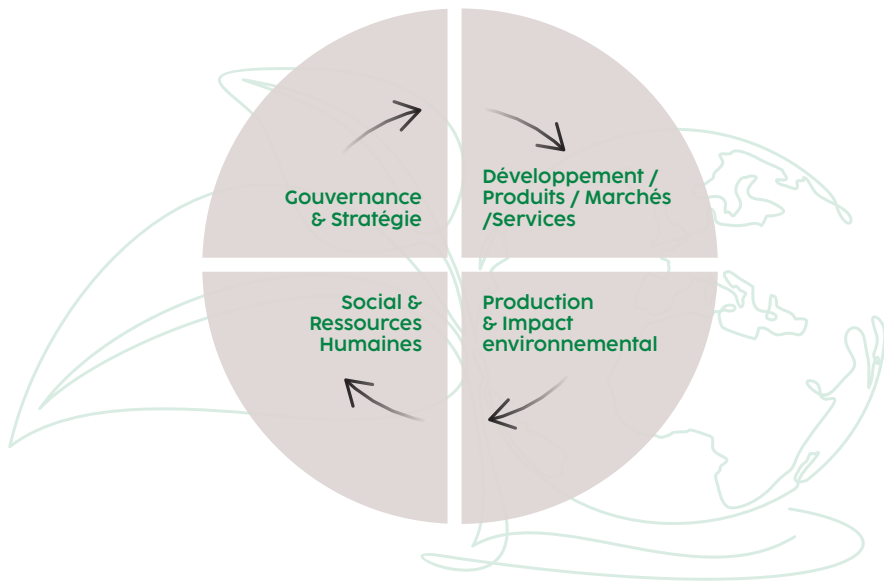 Gouvernance
& Stratégie
Développement /
Produits / Marchés
/Services
Social &
Ressources
Humaines
Production
& Impact
environnemental